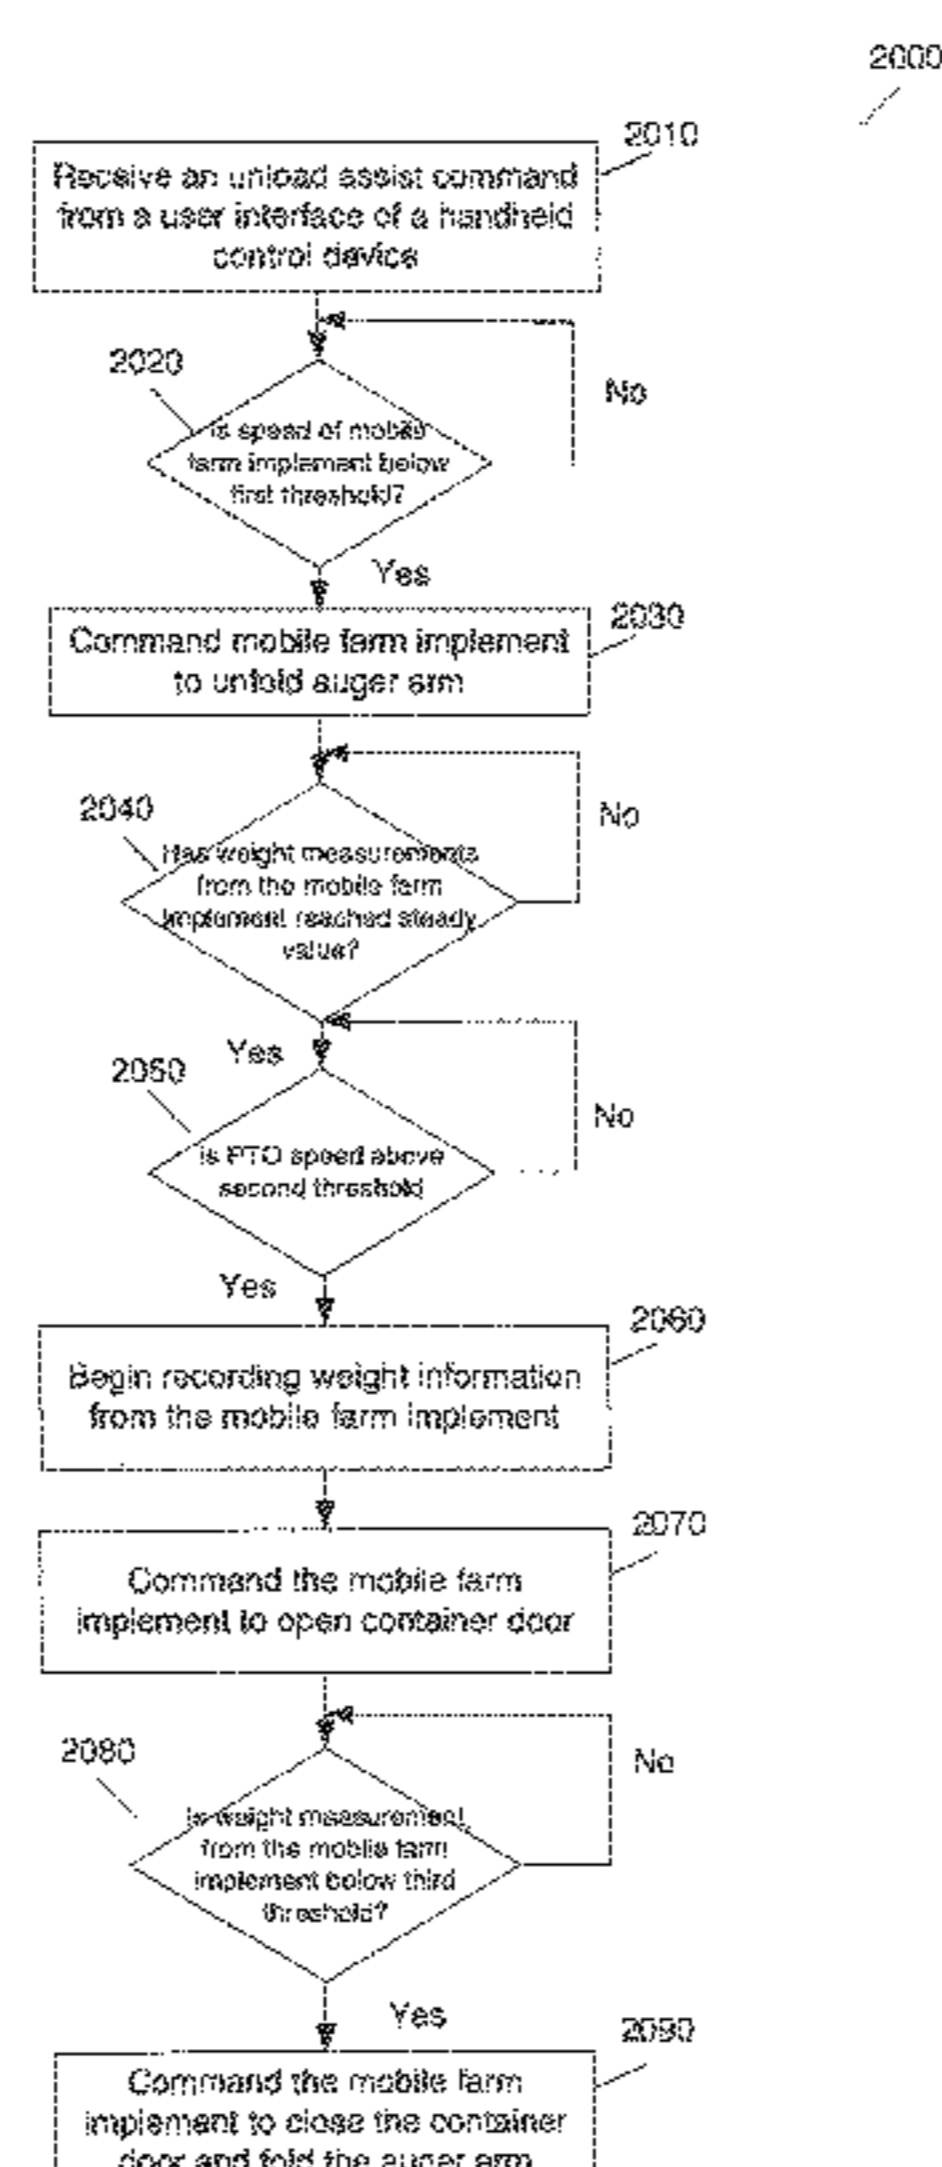 2000
2010
Receive an unload assist command
from a user interface of a handheld
control device
2020
No
Is speed of mobile
farm implement below
first threshold?
Yes
2030
Command mobile farm implement
to unfold auger arm
2040
No
Has weight measurements
from the mobile farm
implement reached steady
value?
Yes
2050
No
Is PTO speed above
second threshold
Yes
2060
Begin recording weight information
from the mobile farm implement
2070
Command the mobile farm
implement to open container door
2080
No
Is weight measurement
from the mobile farm
implement below third
threshold?
Yes
2090
Command the mobile farm
implement to close the container
door and fold the auger arm